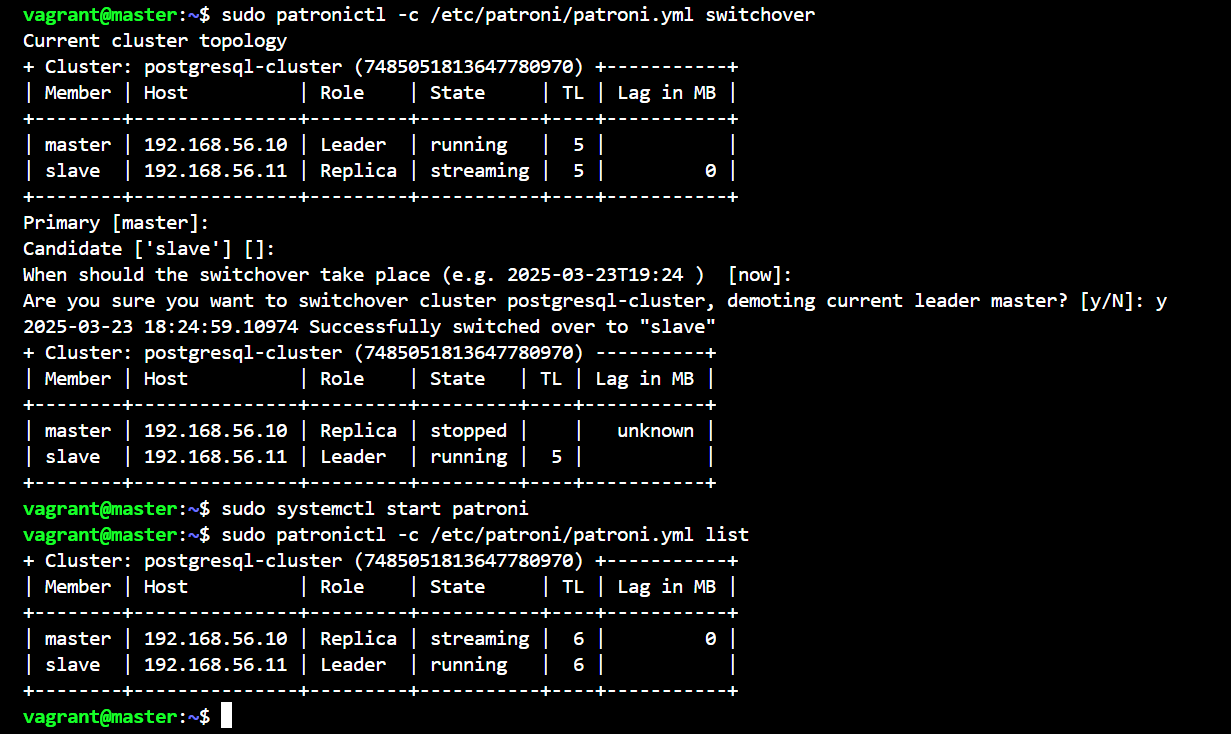 vagrant@master:~$ sudo patronictl -c /etc/patroni/patroni.yml switchover
Current cluster topology
+ Cluster: postgresql-cluster (7485051813647780970) +-----------+
| Member | Host          | Role    | State     | TL | Lag in MB |
+--------+---------------+---------+-----------+----+-----------+
| master | 192.168.56.10 | Leader  | running   |  5 |           |
| slave  | 192.168.56.11 | Replica | streaming |  5 |         0 |
+--------+---------------+---------+-----------+----+-----------+
Primary [master]:
Candidate ['slave'] []:
When should the switchover take place (e.g. 2025-03-23T19:24 )  [now]:
Are you sure you want to switchover cluster postgresql-cluster, demoting current leader master? [y/N]: y
2025-03-23 18:24:59.10974 Successfully switched over to "slave"
+ Cluster: postgresql-cluster (7485051813647780970) ----------+
| Member | Host          | Role    | State   | TL | Lag in MB |
+--------+---------------+---------+---------+----+-----------+
| master | 192.168.56.10 | Replica | stopped |    |   unknown |
| slave  | 192.168.56.11 | Leader  | running |  5 |           |
+--------+---------------+---------+---------+----+-----------+
vagrant@master:~$ sudo systemctl start patroni
vagrant@master:~$ sudo patronictl -c /etc/patroni/patroni.yml list
+ Cluster: postgresql-cluster (7485051813647780970) +-----------+
| Member | Host          | Role    | State     | TL | Lag in MB |
+--------+---------------+---------+-----------+----+-----------+
| master | 192.168.56.10 | Replica | streaming |  6 |         0 |
| slave  | 192.168.56.11 | Leader  | running   |  6 |           |
+--------+---------------+---------+-----------+----+-----------+
vagrant@master:~$